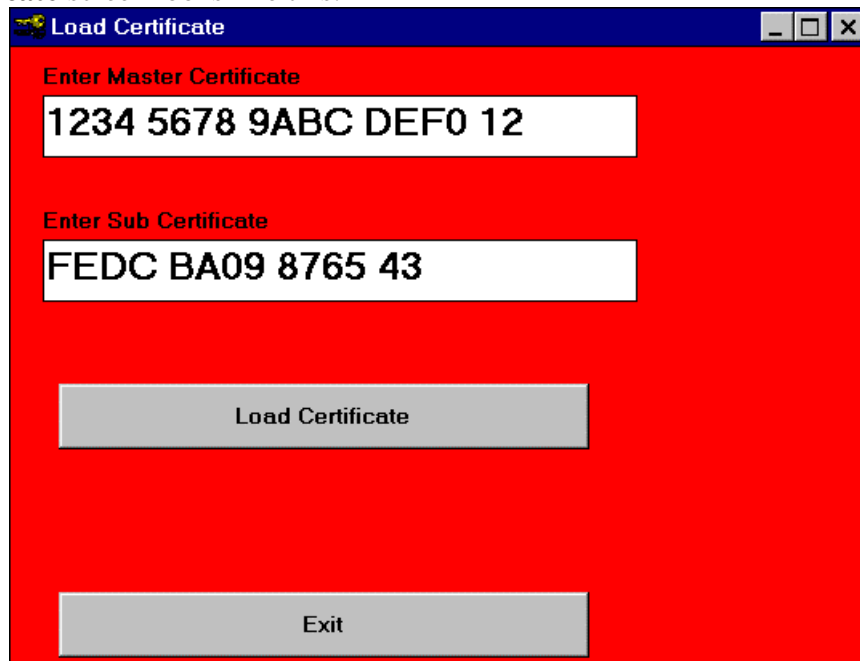 Load Certificate
Enter Master Certificate
1234 5678 9ABC DEF0 12
Enter Sub Certificate
FEDC BA09 8765 43
Load Certificate
Exit